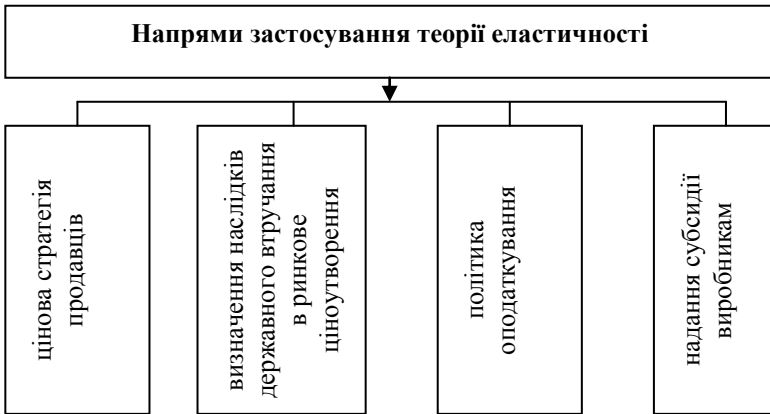 Напрями застосування теорії еластичності
цінова стратегія
продавців
визначення наслідків
державного втручання
в ринкове
ціноутворення
політика
оподаткування
надання субсидії
виробникам